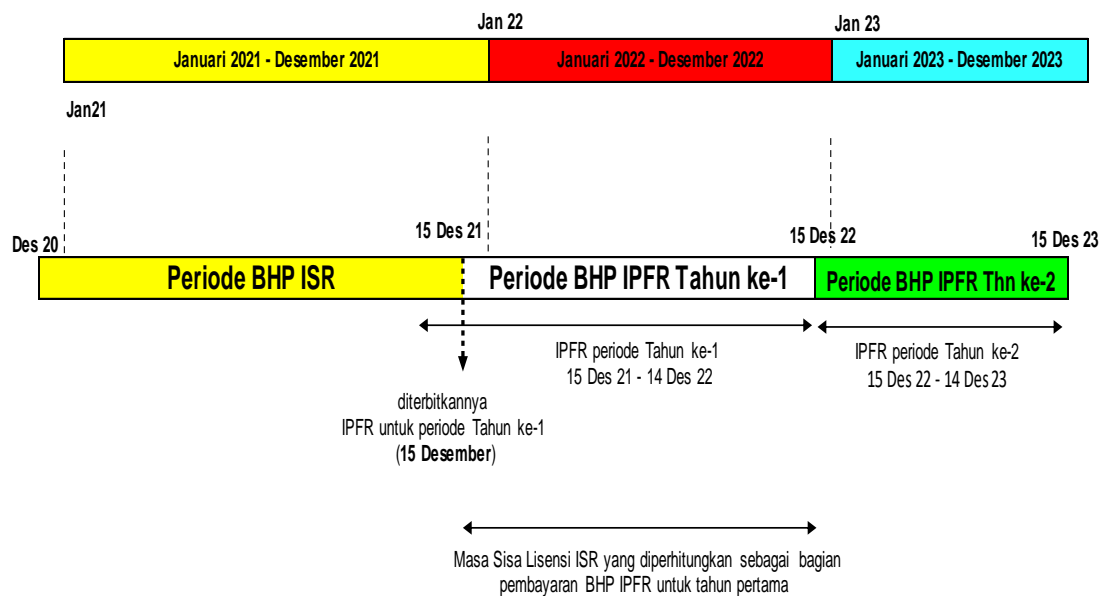 Jan 22
Jan 23
Januari 2021 - Desember 2021
Januari 2022 - Desember 2022
Januari 2023 - Desember 2023
Jan21
Des 20
15 Des 21
15 Des 22
15 Des 23
Periode BHP ISR
Periode BHP IPFR Tahun ke-1
Periode BHP IPFR Thn ke-2
IPFR periode Tahun ke-1
15 Des 21 - 14 Des 22
IPFR periode Tahun ke-2
15 Des 22 - 14 Des 23
diterbitkannya
IPFR untuk periode Tahun ke-1
(15 Desember)
Masa Sisa Lisensi ISR yang diperhitungkan sebagai bagian
pembayaran BHP IPFR untuk tahun pertama